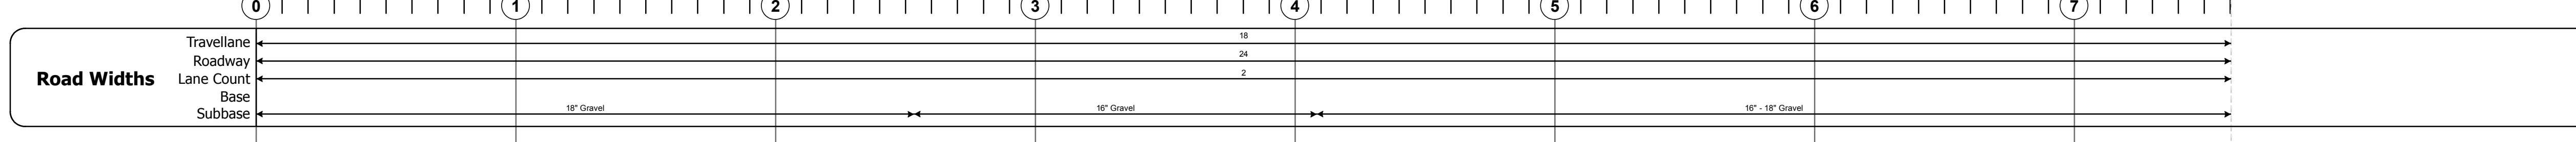 0 1 2 3 4 5 6 7
Travellane 18
Roadway 24
Road Widths
Lane Count 2
Base
Subbase 18" Gravel 16" Gravel 16" - 18" Gravel